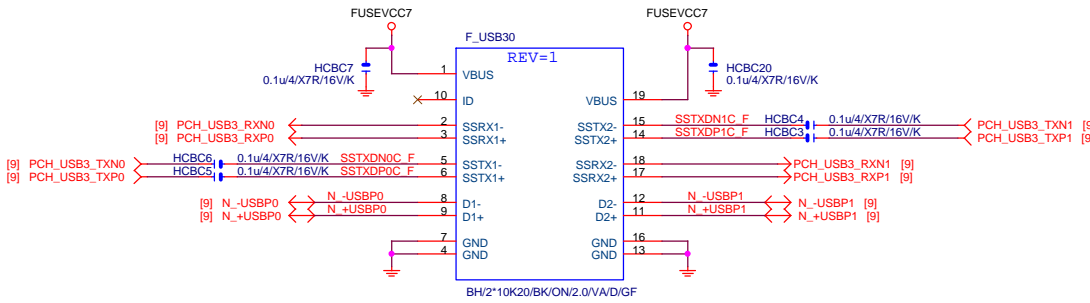 FUSEVCC7 FUSEVCC7
F_USB30
REV=1
HCBC7
0.1u/4/X7R/16V/K
HCBC20
0.1u/4/X7R/16V/K
1 VBUS
10 ID
VBUS 19
[9] PCH_USB3_RXN0 2 SSRX1-
[9] PCH_USB3_RXP0 3 SSRX1+
SSTX2- 15 SSTXDN1C_F HCBC4 0.1u/4/X7R/16V/K PCH_USB3_TXN1 [9]
SSTX2+ 14 SSTXDP1C_F HCBC3 0.1u/4/X7R/16V/K PCH_USB3_TXP1 [9]
[9] PCH_USB3_TXN0 HCBC6 0.1u/4/X7R/16V/K SSTXDN0C_F 5 SSTX1-
[9] PCH_USB3_TXP0 HCBC5 0.1u/4/X7R/16V/K SSTXDP0C_F 6 SSTX1+
SSRX2- 18 PCH_USB3_RXN1 [9]
SSRX2+ 17 PCH_USB3_RXP1 [9]
[9] N_-USBP0 N_-USBP0 8 D1-
[9] N_+USBP0 N_+USBP0 9 D1+
D2- 12 N_-USBP1 N_-USBP1 [9]
D2+ 11 N_+USBP1 N_+USBP1 [9]
7 GND GND 16
4 GND GND 13
BH/2*10K20/BK/ON/2.0/VA/D/GF